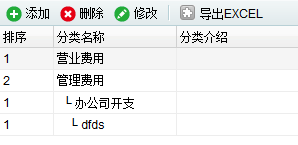 添加 删除 修改 导出EXCEL
排序 分类名称 分类介绍
1 营业费用
2 管理费用
1 └ 办公司开支
1 └ dfds